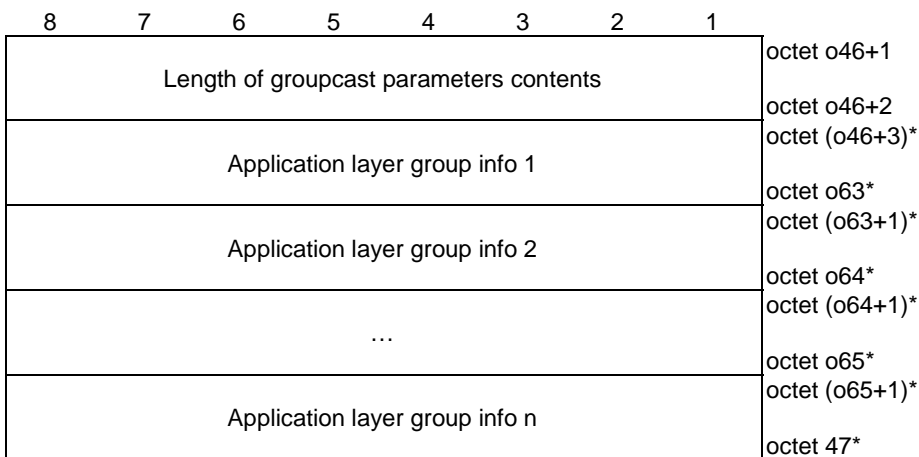 8 7 6 5 4 3 2 1
Length of groupcast parameters contents
octet o46+1
octet o46+2
Application layer group info 1
octet (o46+3)*
octet o63*
Application layer group info 2
octet (o63+1)*
octet o64*
…
octet (o64+1)*
octet o65*
Application layer group info n
octet (o65+1)*
octet 47*